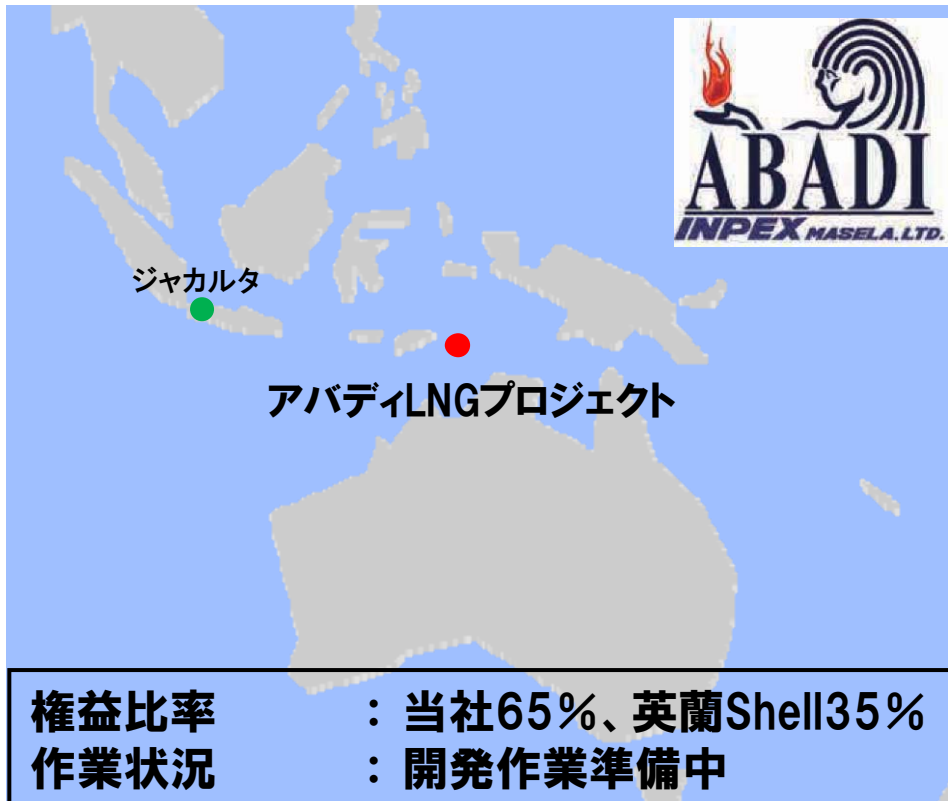 ABADI
INPEX MASELA.LTD.
ジャカルタ
アバディLNGプロジェクト
権益比率 : 当社65%、英蘭Shell35%
作業状況 : 開発作業準備中